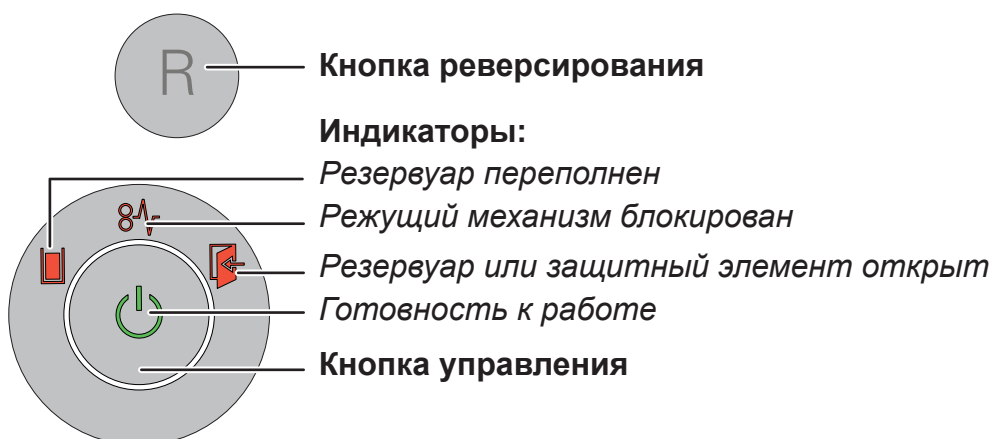 R
Кнопка реверсирования
Индикаторы:
Резервуар переполнен
Режущий механизм блокирован
Резервуар или защитный элемент открыт
Готовность к работе
Кнопка управления